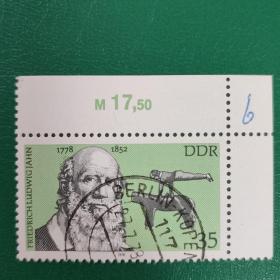 M 17,50
6
1778 1852
DDR
FRIEDRICH LUDWIG JAHN
BERLIN
35